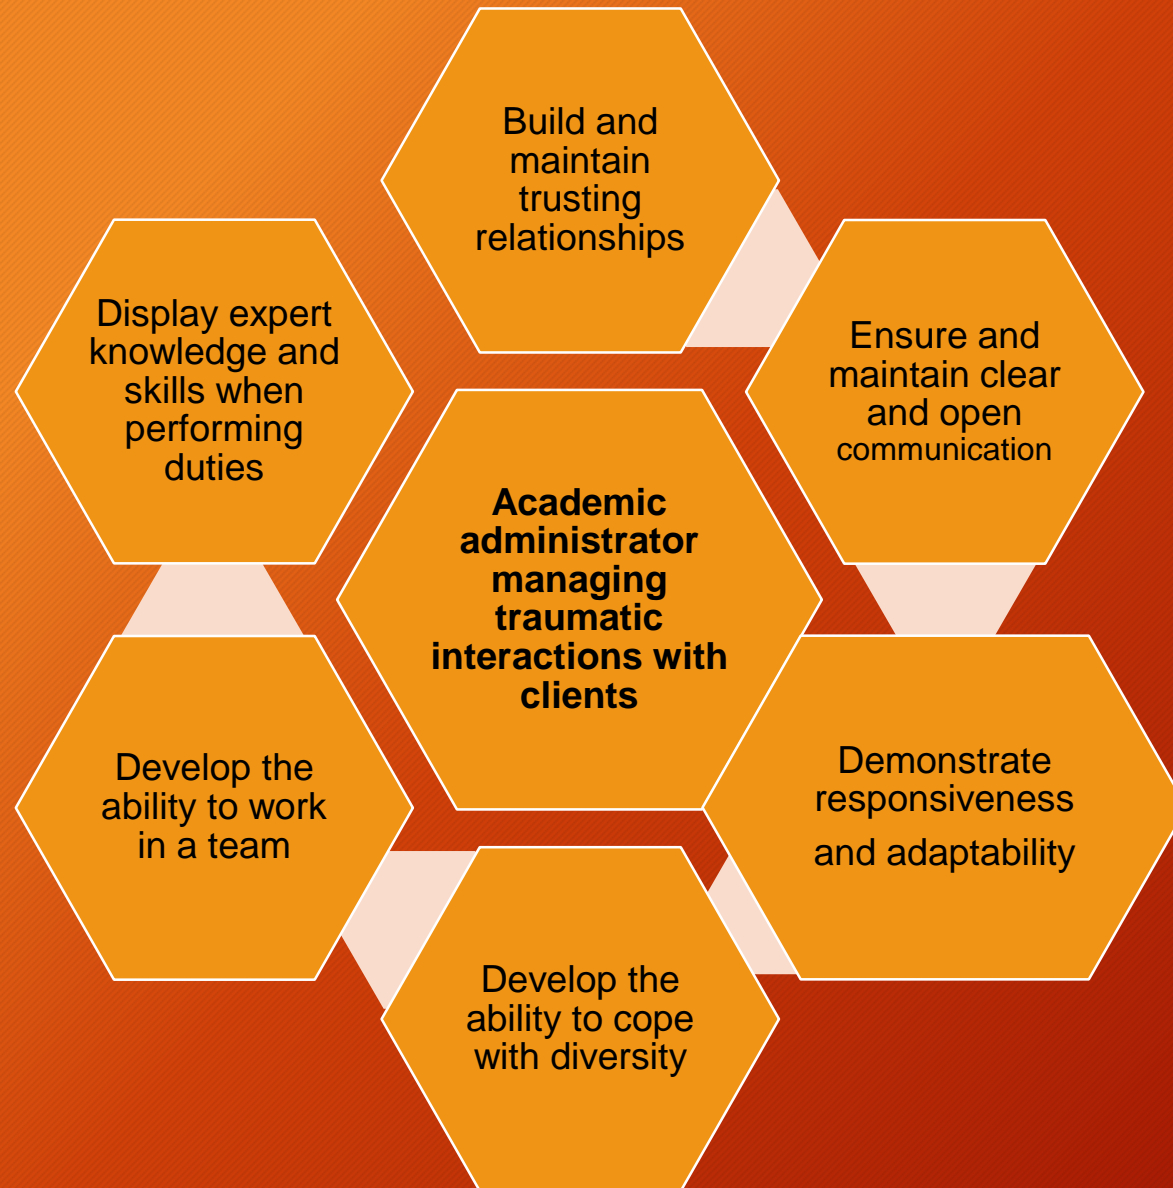 Build and
maintain
trusting
relationships
Ensure and
maintain clear
and open
communication
Demonstrate
responsiveness
and adaptability
Develop the
ability to cope
with diversity
Develop the
ability to work
in a team
Display expert
knowledge and
skills when
performing
duties
Academic
administrator
managing
traumatic
interactions with
clients